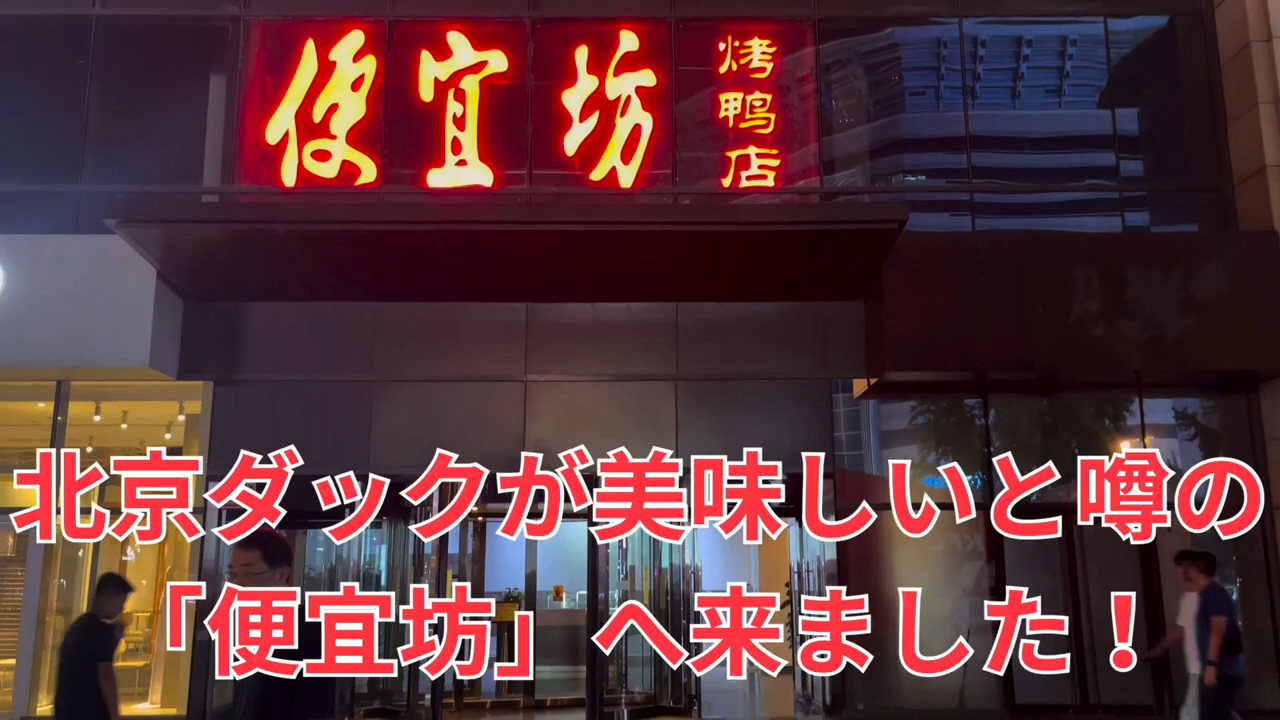 便宜坊
烤鸭店
北京ダックが美味しいと噂の
「便宜坊」へ来ました！